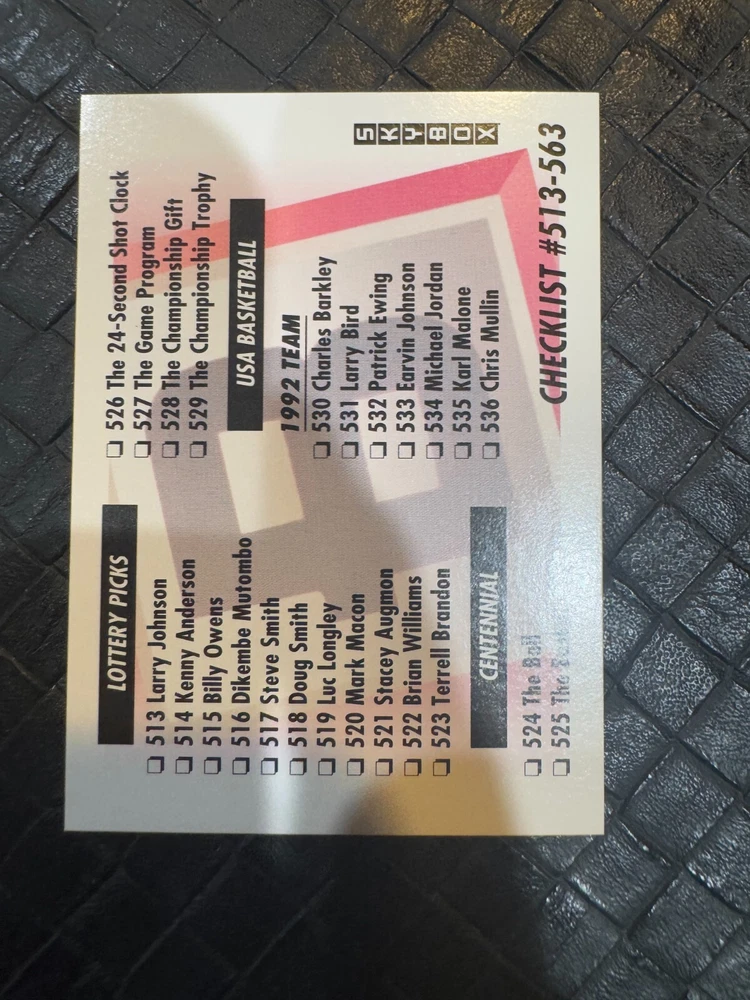 LOTTERY PICKS
513 Larry Johnson
514 Kenny Anderson
515 Billy Owens
516 Dikembe Mutombo
517 Steve Smith
518 Doug Smith
519 Luc Longley
520 Mark Macon
521 Stacey Augmon
522 Brian Williams
523 Terrell Brandon
CENTENNIAL
524 The Ball
525 The
526 The 24-Second Shot Clock
527 The Game Program
528 The Championship Gift
529 The Championship Trophy
USA BASKETBALL
1992 TEAM
530 Charles Barkley
531 Larry Bird
532 Patrick Ewing
533 Earvin Johnson
534 Michael Jordan
535 Karl Malone
536 Chris Mullin
SKYBOX
CHECKLIST #513-563